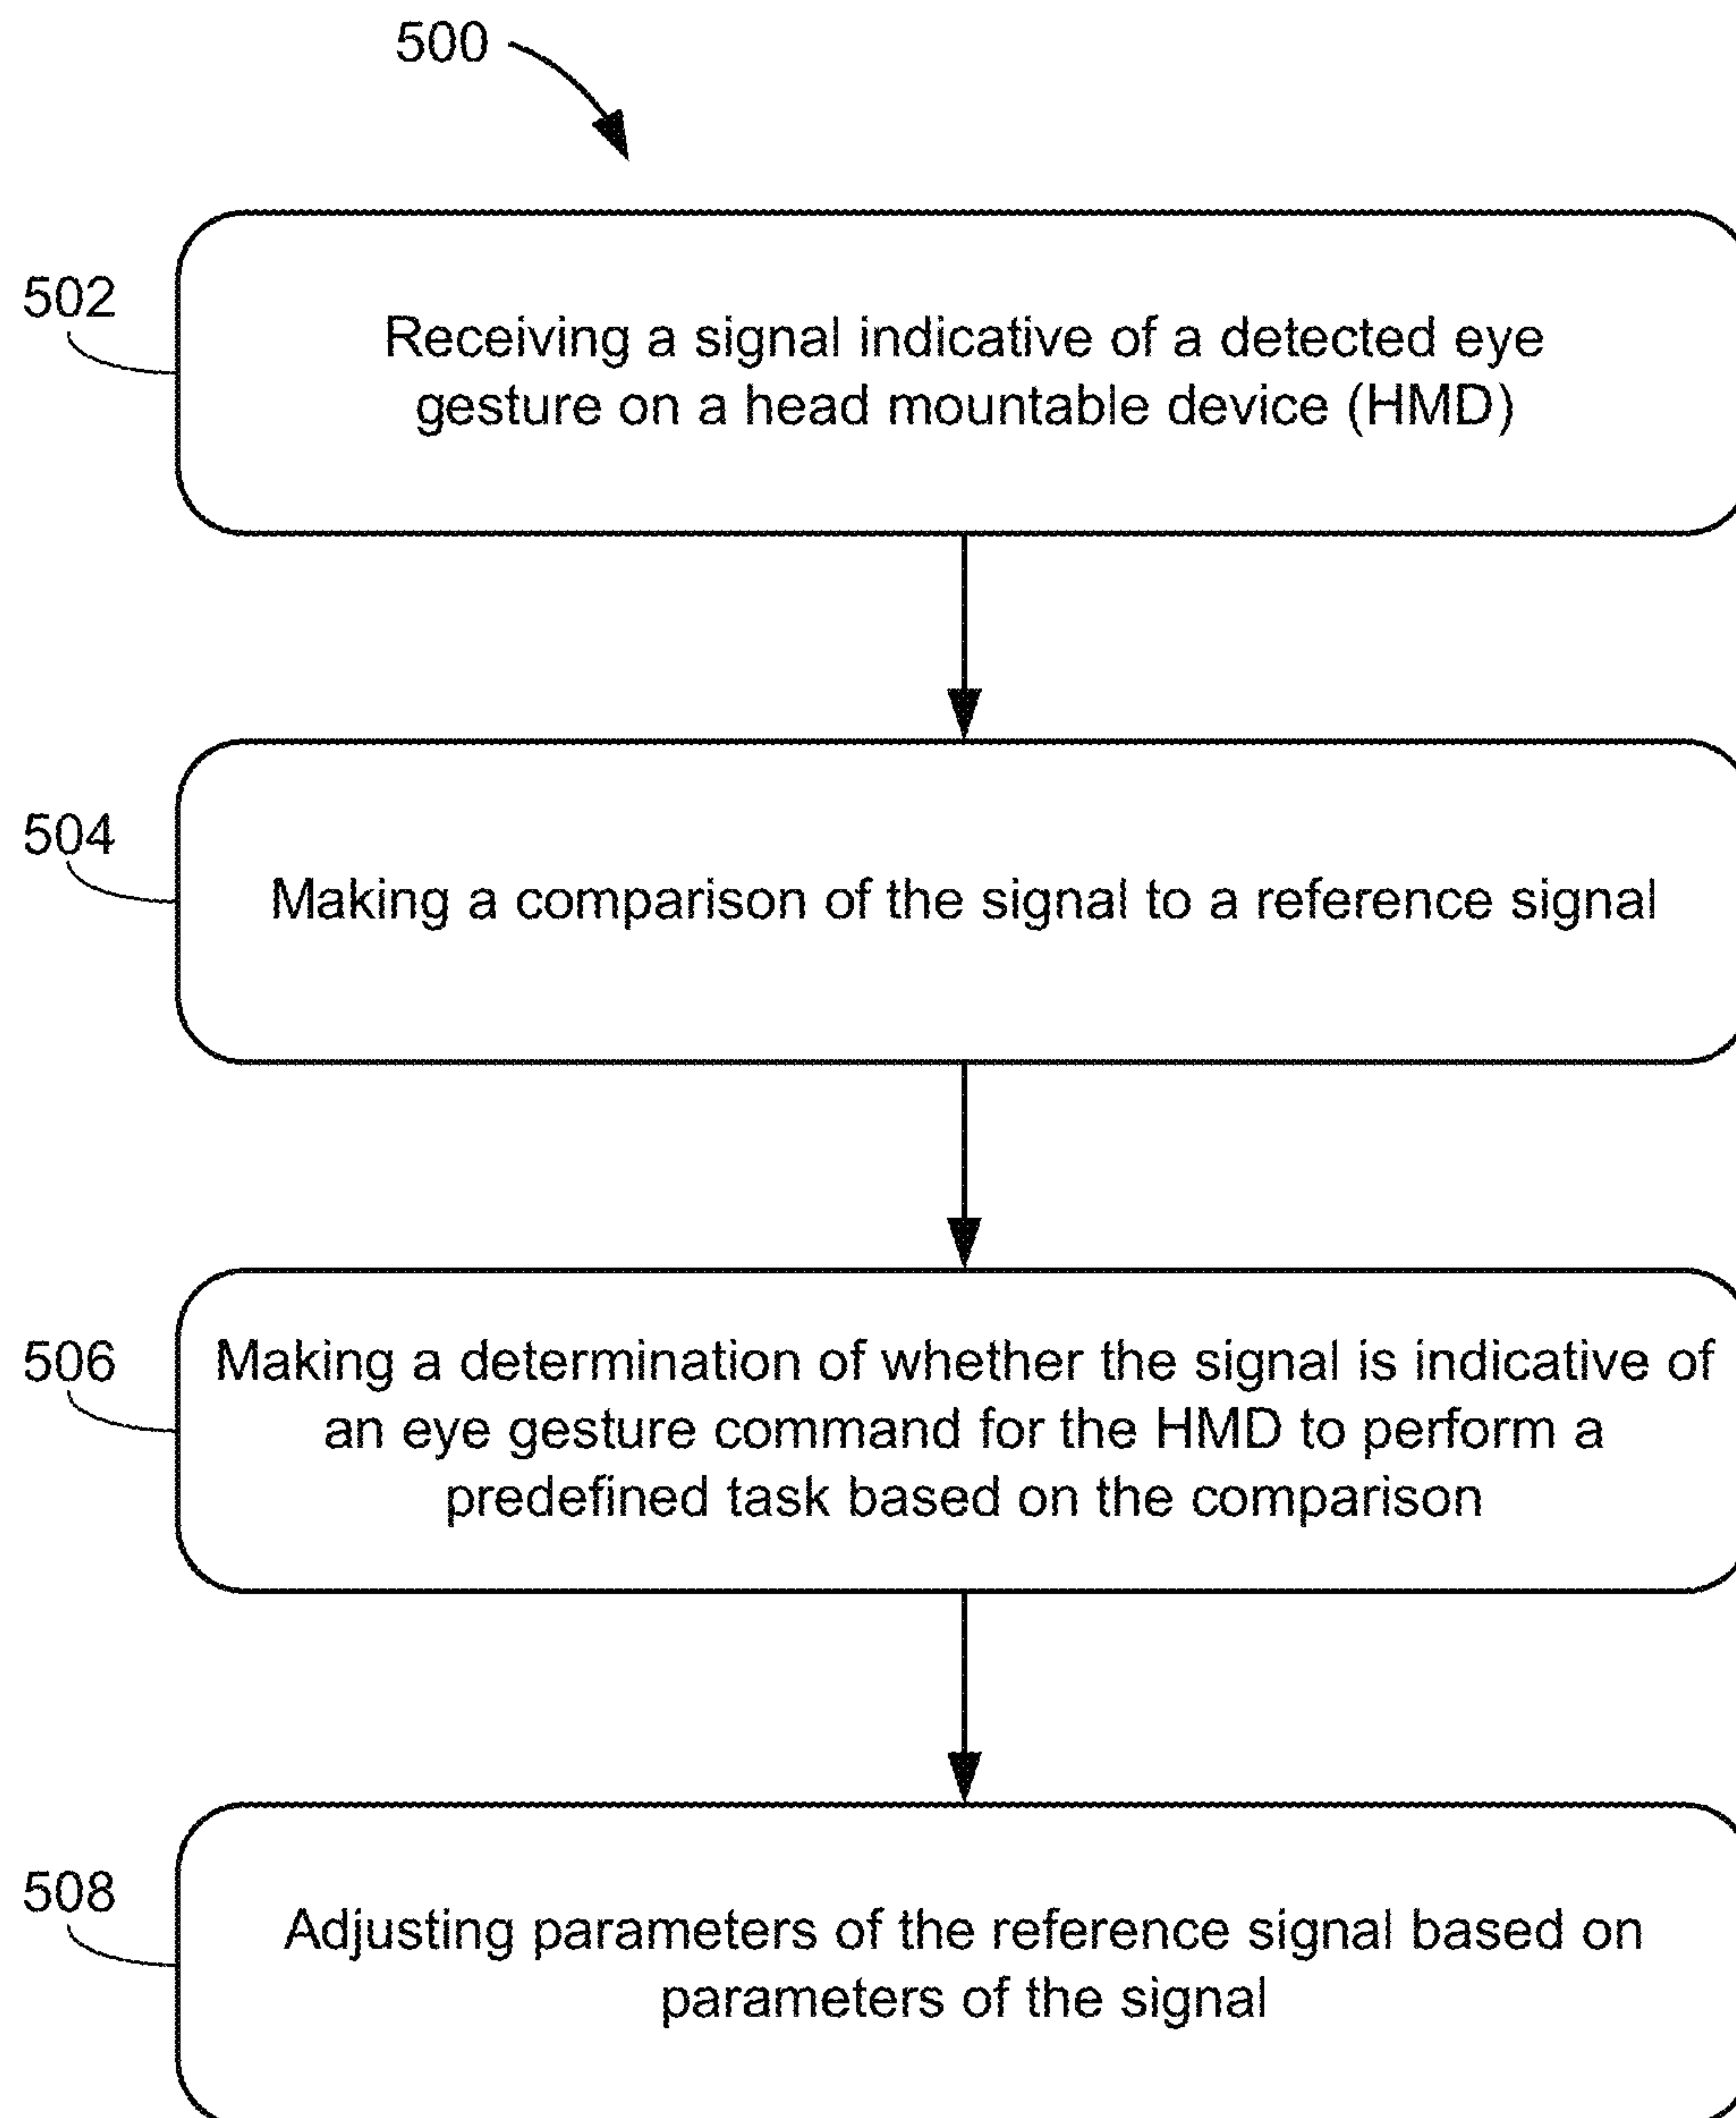 500
502
Receiving a signal indicative of a detected eye
gesture on a head mountable device (HMD)
504
Making a comparison of the signal to a reference signal
506
Making a determination of whether the signal is indicative of
an eye gesture command for the HMD to perform a
predefined task based on the comparison
508
Adjusting parameters of the reference signal based on
parameters of the signal